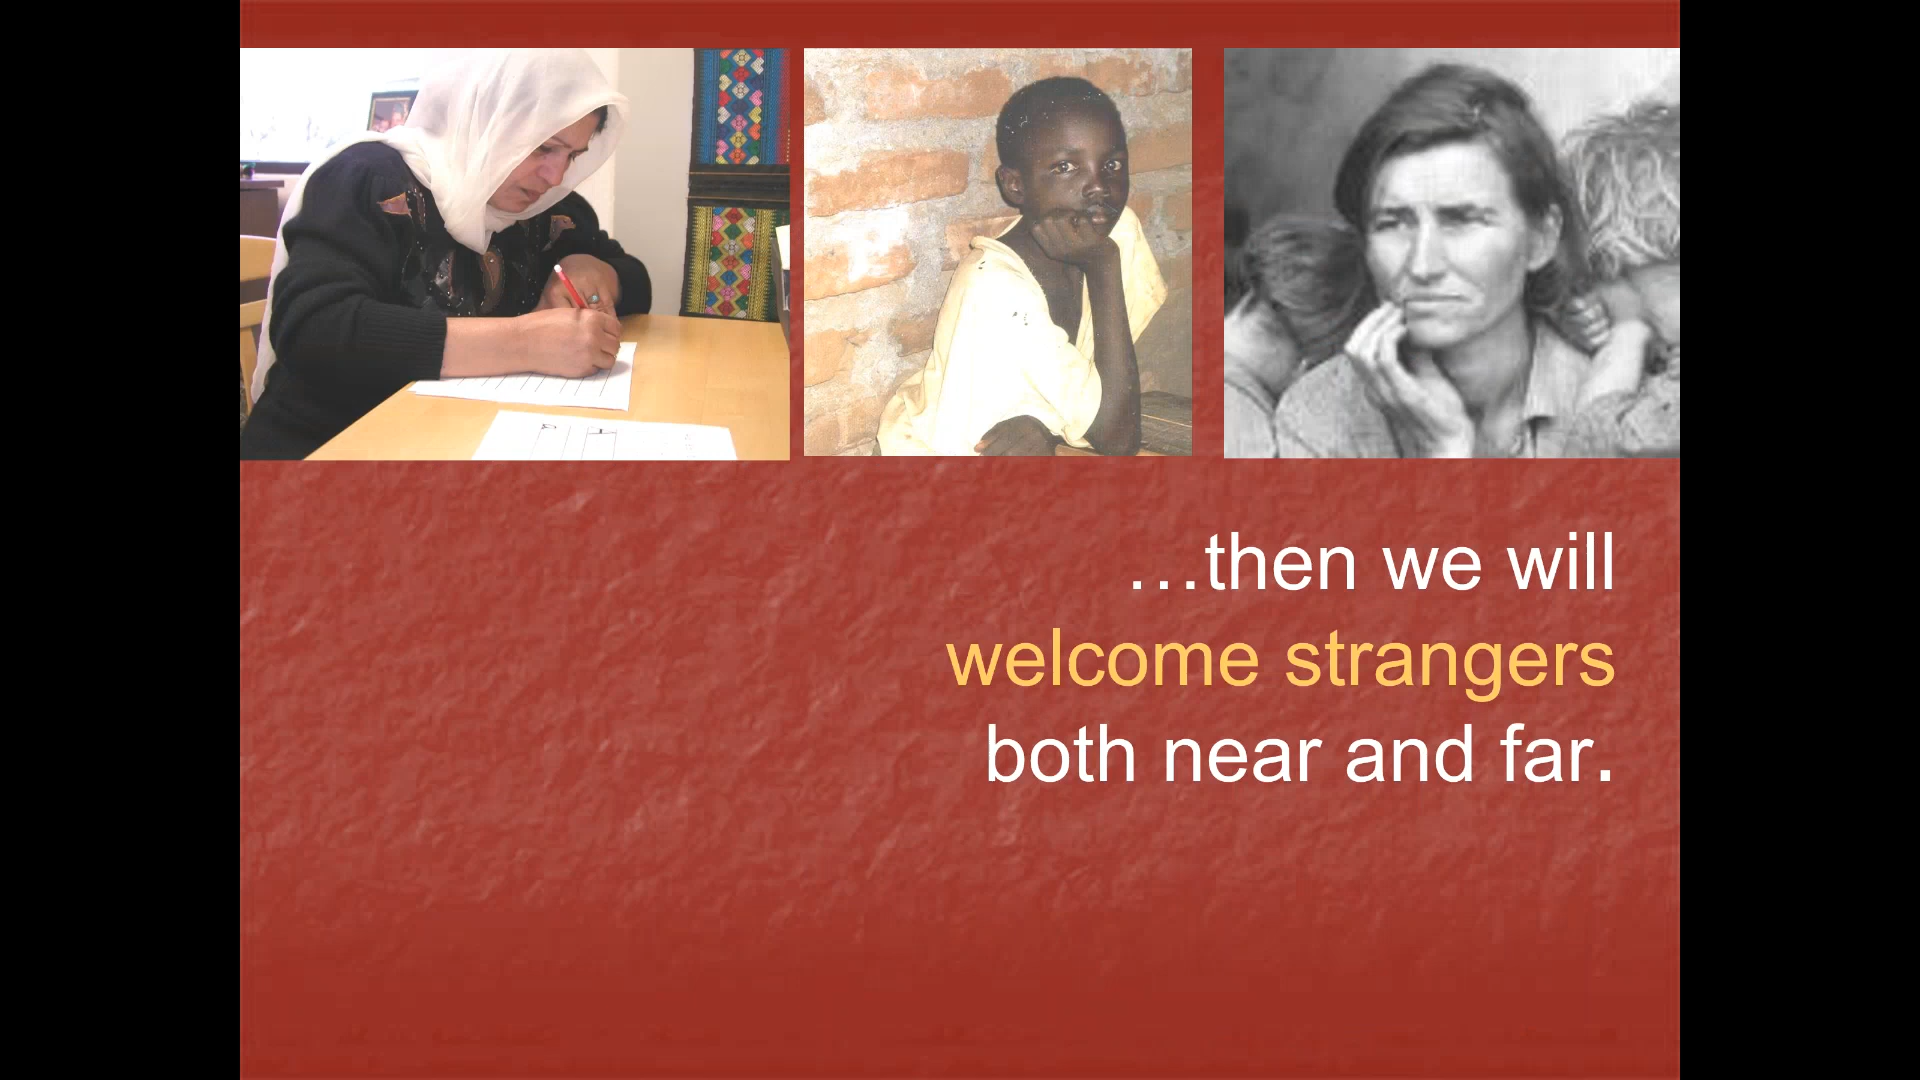 …then we will
welcome strangers
both near and far.